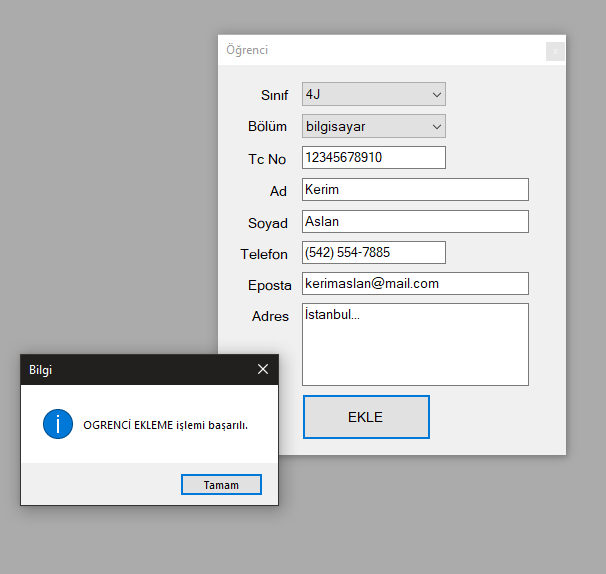 Öğrenci
Sınıf 4J
Bölüm bilgisayar
Tc No 12345678910
Ad Kerim
Soyad Aslan
Telefon (542) 554-7885
Eposta kerimaslan@mail.com
Adres İstanbul...
EKLE
Bilgi
OGRENCİ EKLEME işlemi başarılı.
Tamam